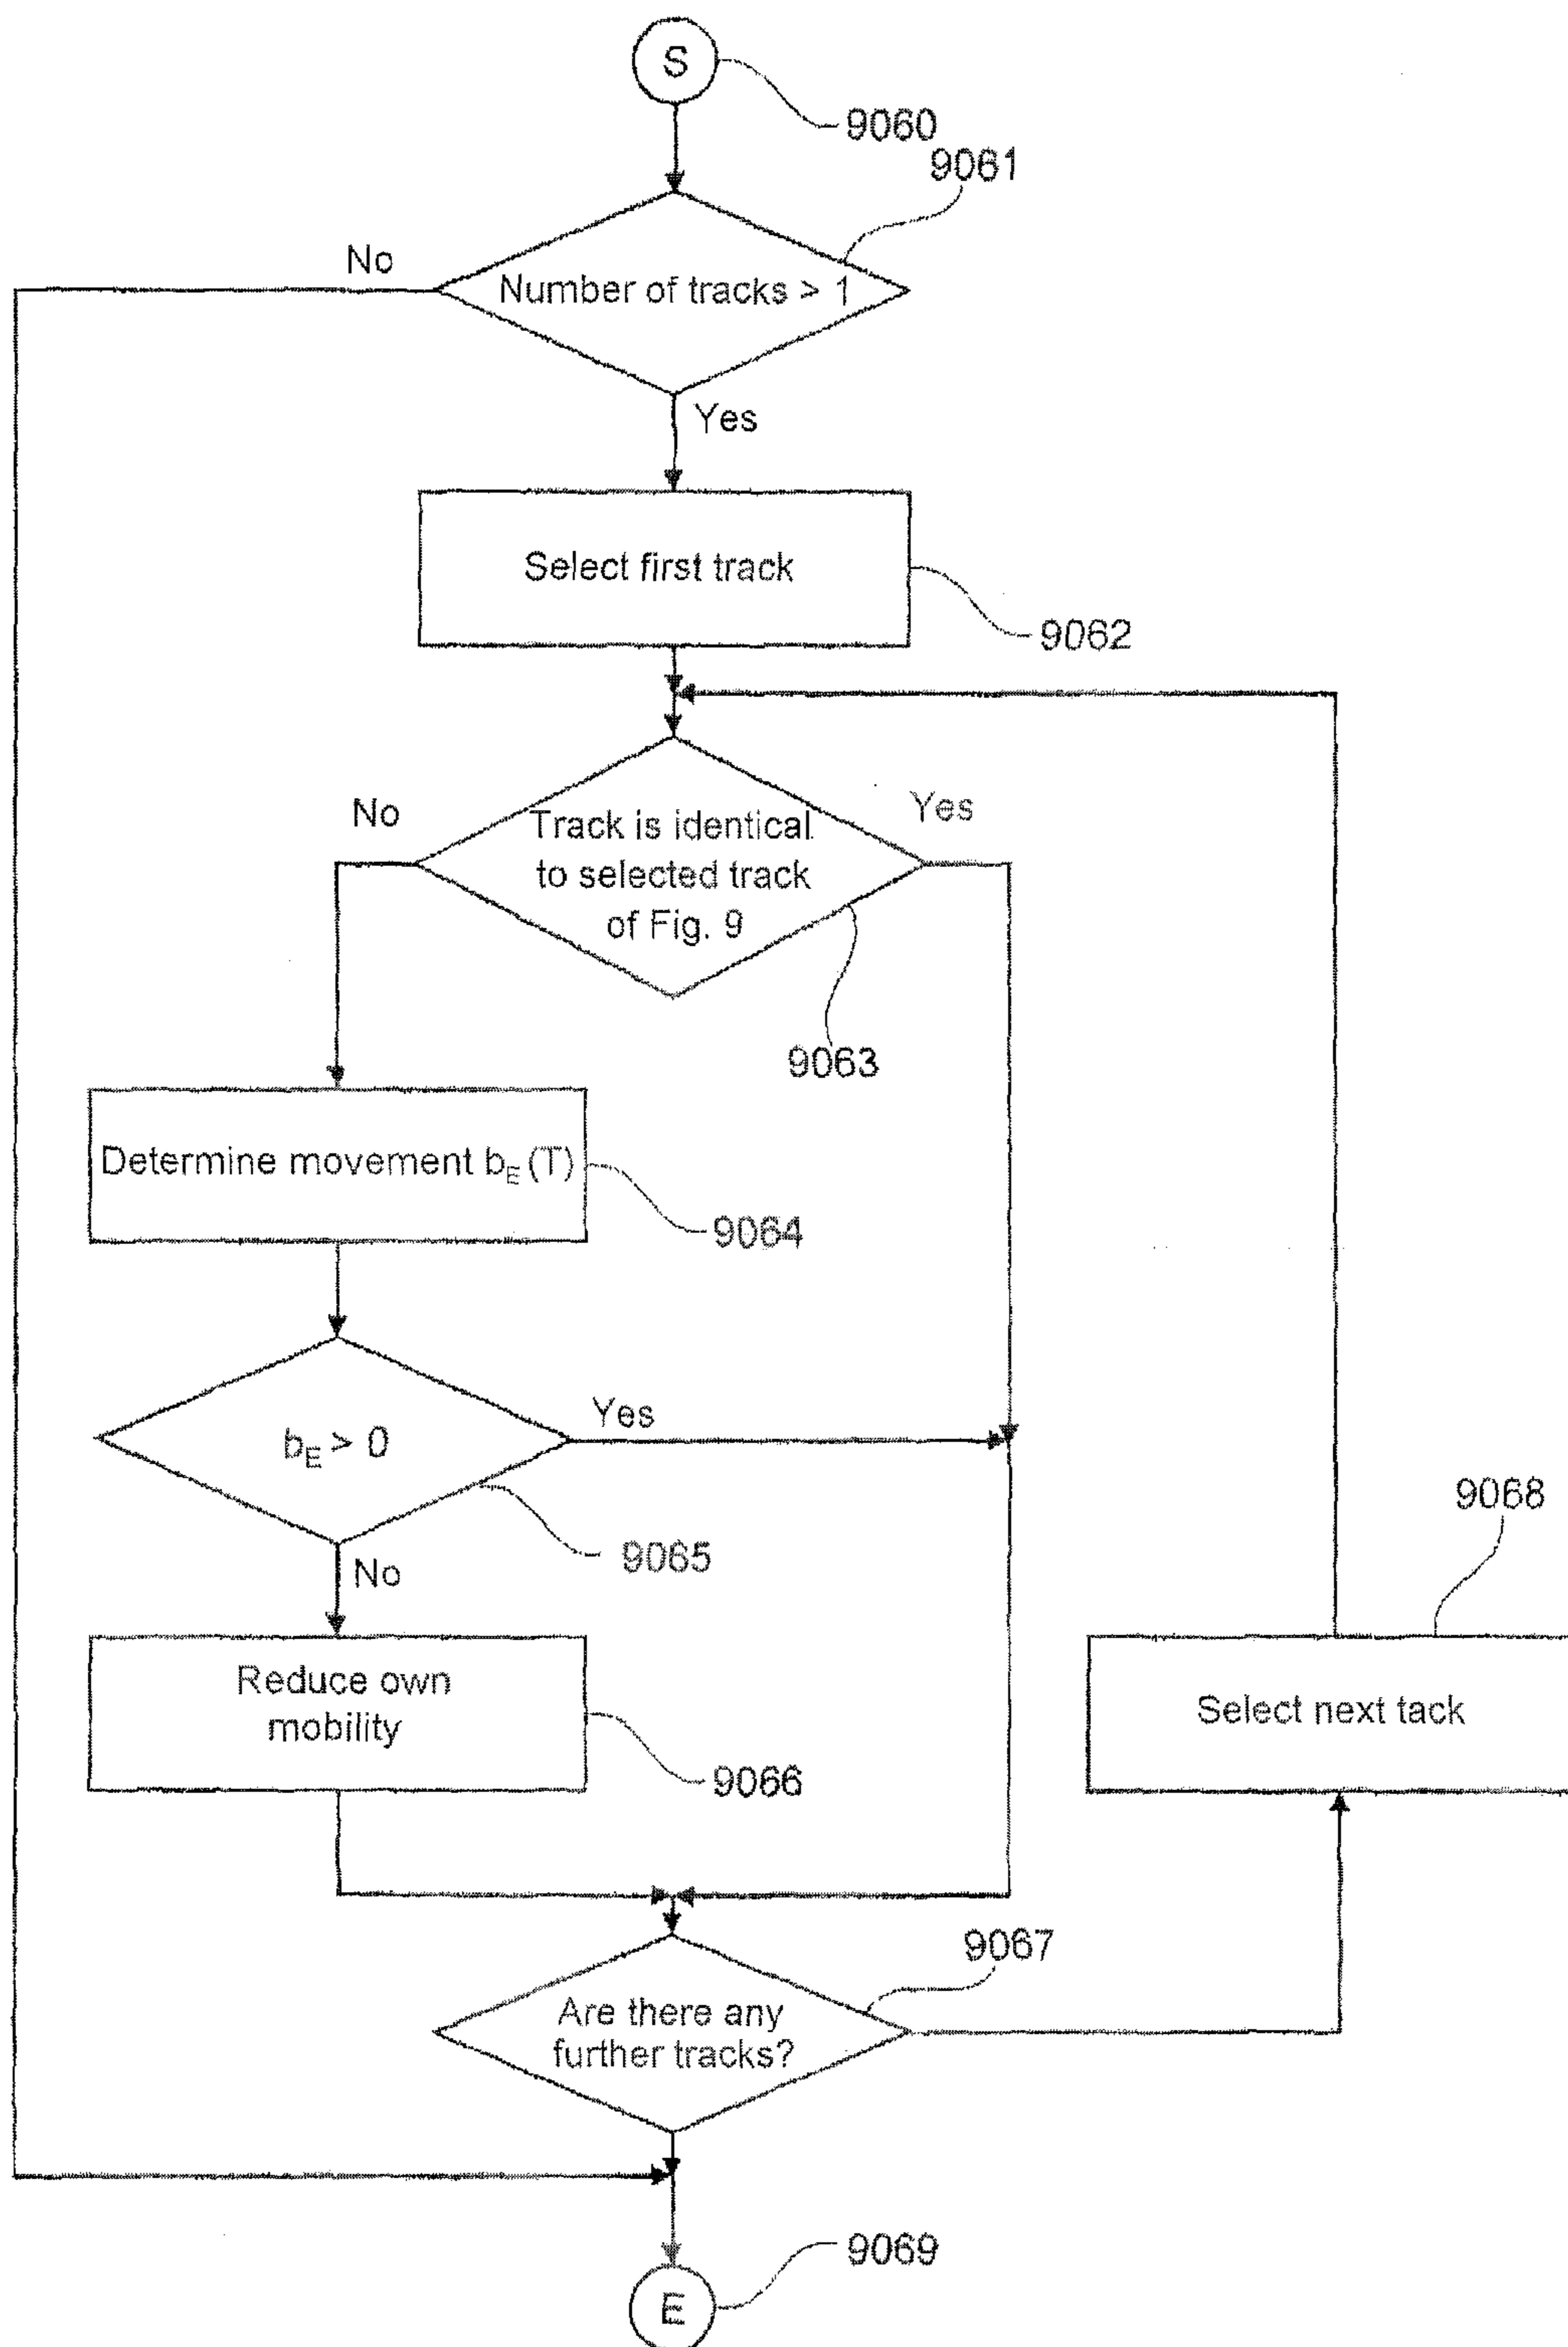 S
9060
9061
No
Number of tracks > 1
Yes
Select first track
9062
No
Yes
Track is identical
to selected track
of Fig. 9
9063
Determine movement bE (T)
9064
bE > 0
Yes
9065
No
9068
Reduce own
mobility
Select next tack
9066
9067
Are there any
further tracks?
9069
E